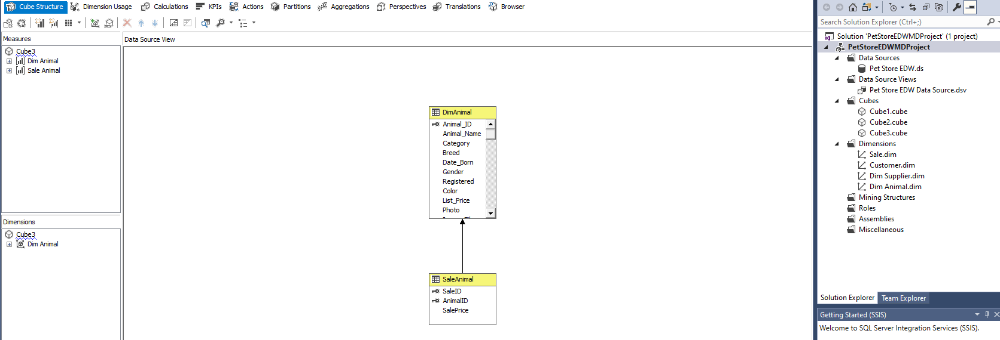 Cube Structure Dimension Usage Calculations KPIs Actions Partitions Aggregations Perspectives Translations Browser
Measures
Cube3
Dim Animal
Sale Animal
Dimensions
Cube3
Dim Animal
Data Source View
DimAnimal
Animal_ID
Animal_Name
Category
Breed
Date_Born
Gender
Registered
Color
List_Price
Photo
SaleAnimal
SaleID
AnimalID
SalePrice
Search Solution Explorer (Ctrl+;)
Solution 'PetStoreEDWMDProject' (1 project)
PetStoreEDWMDProject
Data Sources
Pet Store EDW.ds
Data Source Views
Pet Store EDW Data Source.dsv
Cubes
Cube1.cube
Cube2.cube
Cube3.cube
Dimensions
Sale.dim
Customer.dim
Dim Supplier.dim
Dim Animal.dim
Mining Structures
Roles
Assemblies
Miscellaneous
Solution Explorer Team Explorer
Getting Started (SSIS)
Welcome to SQL Server Integration Services (SSIS).